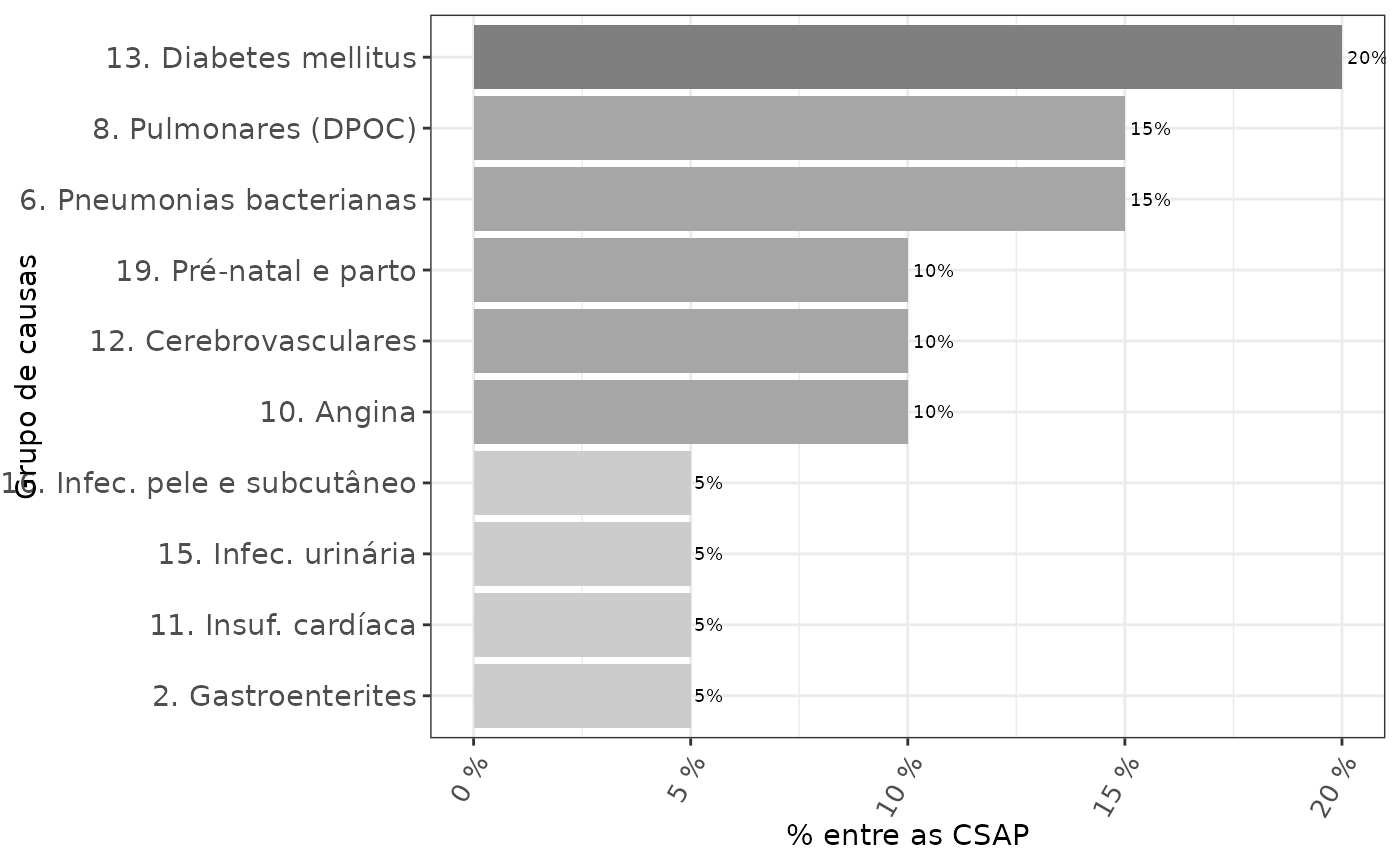 13. Diabetes mellitus
20%
8. Pulmonares (DPOC)
15%
6. Pneumonias bacterianas
15%
19. Pré-natal e parto
10%
12. Cerebrovasculares
10%
10. Angina
10%
16. Infec. pele e subcutâneo
5%
15. Infec. urinária
5%
11. Insuf. cardíaca
5%
2. Gastroenterites
5%
Grupo de causas
0 %
5 %
10 %
15 %
20 %
% entre as CSAP